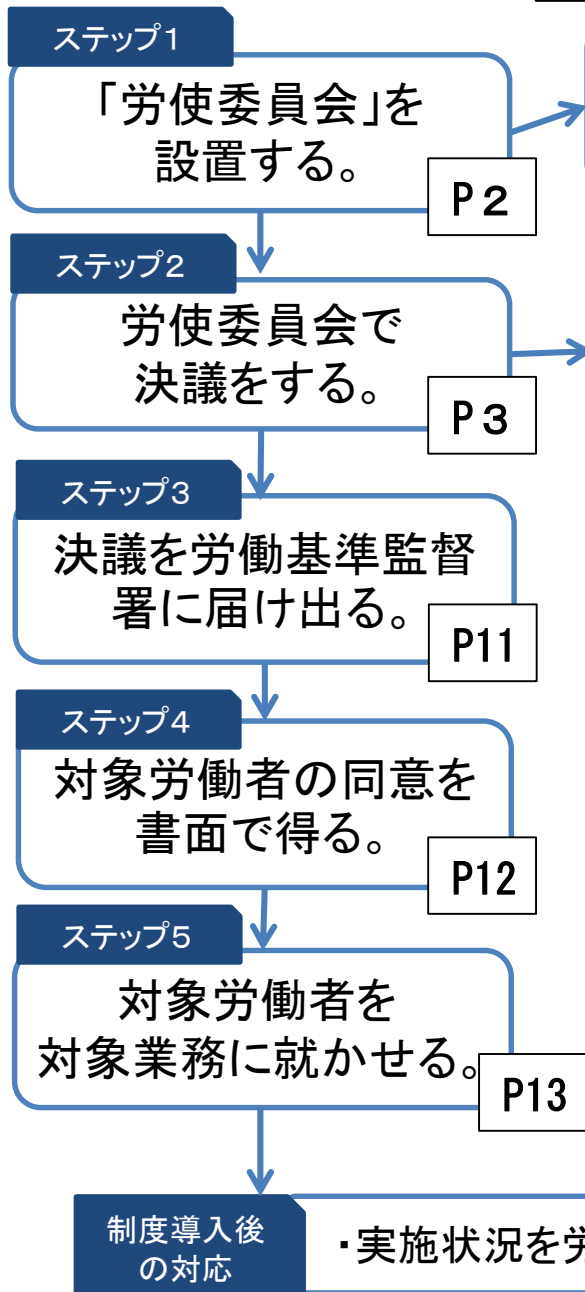 ステップ1
「労使委員会」を
設置する。
P2
ステップ2
労使委員会で
決議をする。
P3
ステップ3
決議を労働基準監督
署に届け出る。
P11
ステップ4
対象労働者の同意を
書面で得る。
P12
ステップ5
対象労働者を
対象業務に就かせる。
P13
制度導入後
の対応
・実施状況を労